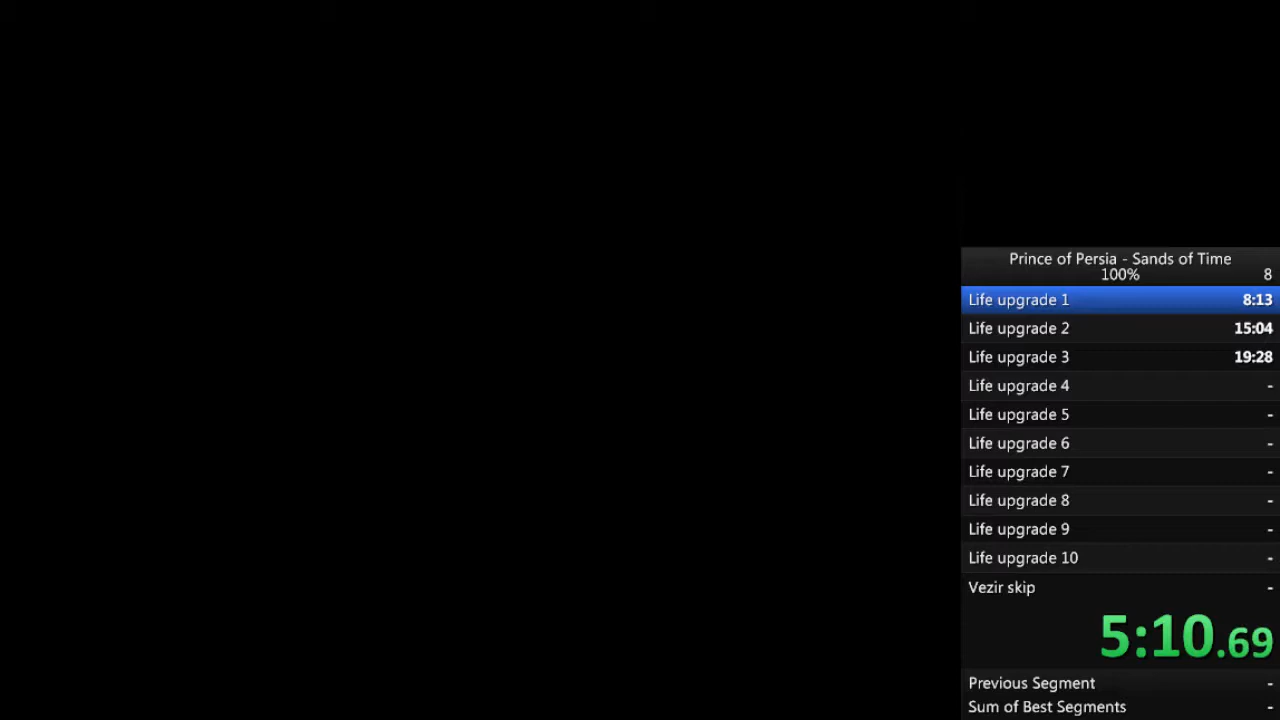 Prince of Persia - Sands of Time
100% 8
Life upgrade 1 8:13
Life upgrade 2 15:04
Life upgrade 3 19:28
Life upgrade 4 -
Life upgrade 5 -
Life upgrade 6 -
Life upgrade 7 -
Life upgrade 8 -
Life upgrade 9 -
Life upgrade 10 -
Vezir skip -
5:10.69
Previous Segment -
Sum of Best Segments -